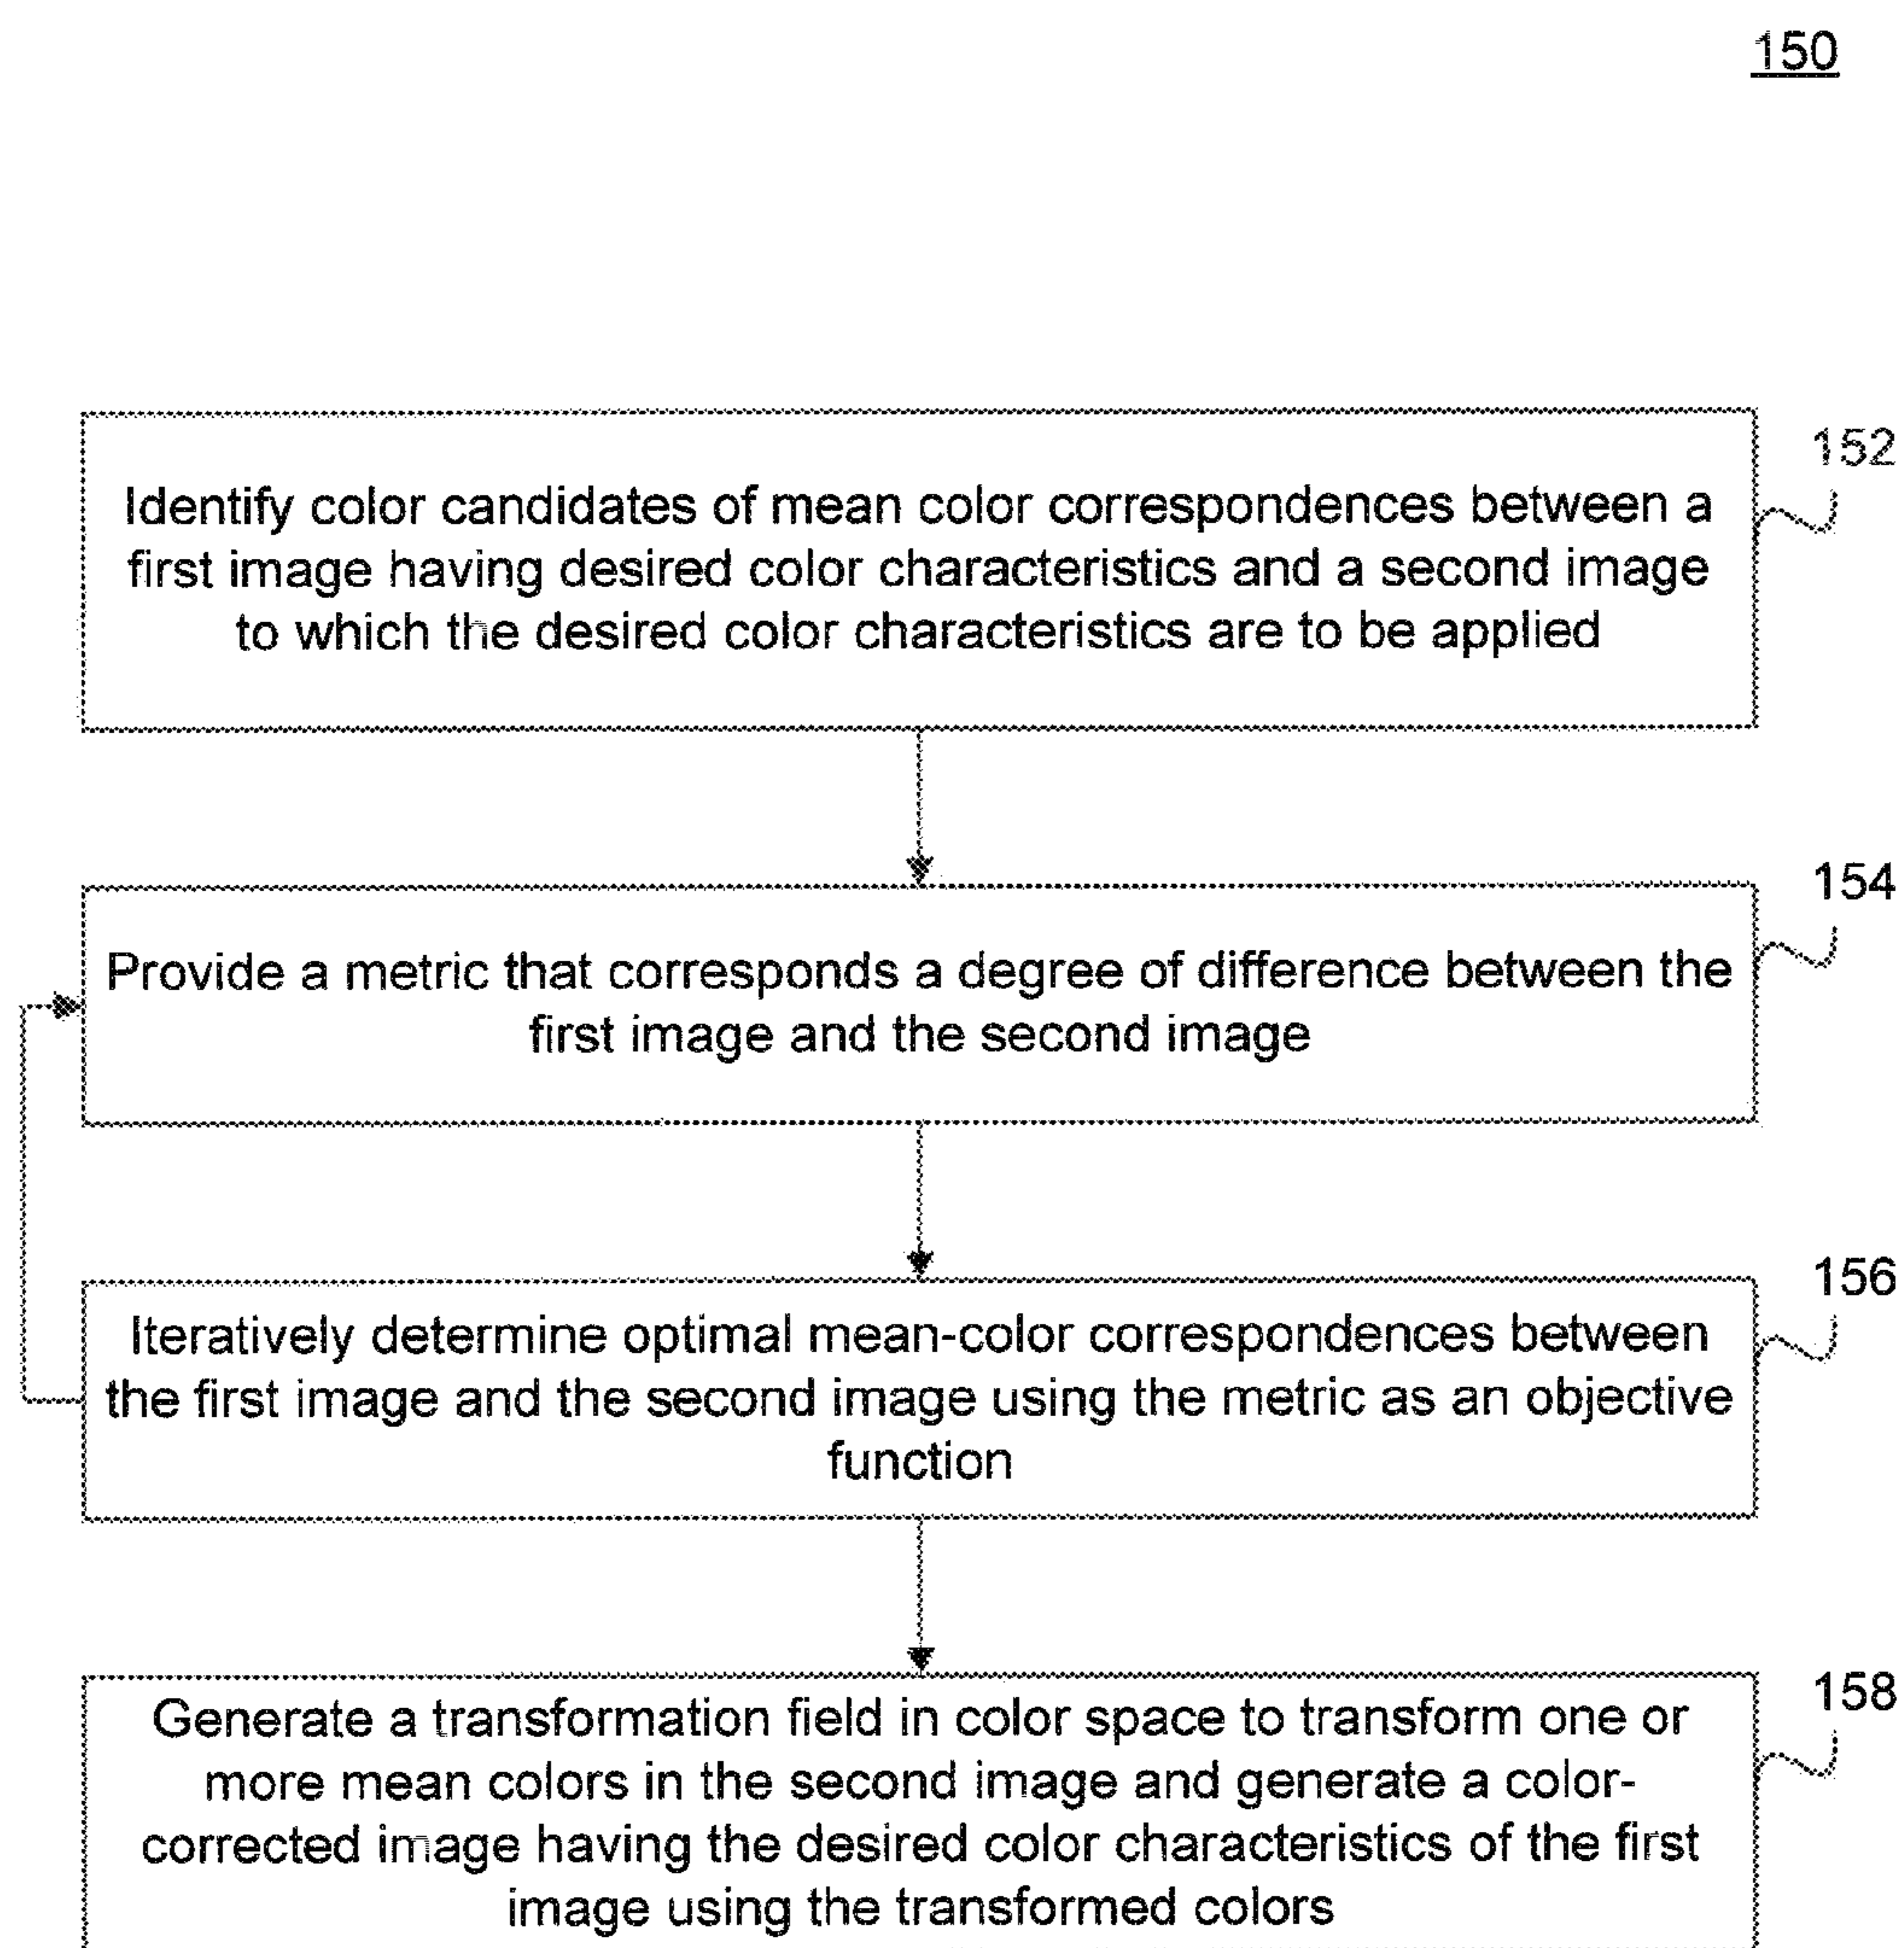 150
152
Identify color candidates of mean color correspondences between a
first image having desired color characteristics and a second image
to which the desired color characteristics are to be applied
154
Provide a metric that corresponds a degree of difference between the
first image and the second image
156
Iteratively determine optimal mean-color correspondences between
the first image and the second image using the metric as an objective
function
158
Generate a transformation field in color space to transform one or
more mean colors in the second image and generate a color-
corrected image having the desired color characteristics of the first
image using the transformed colors